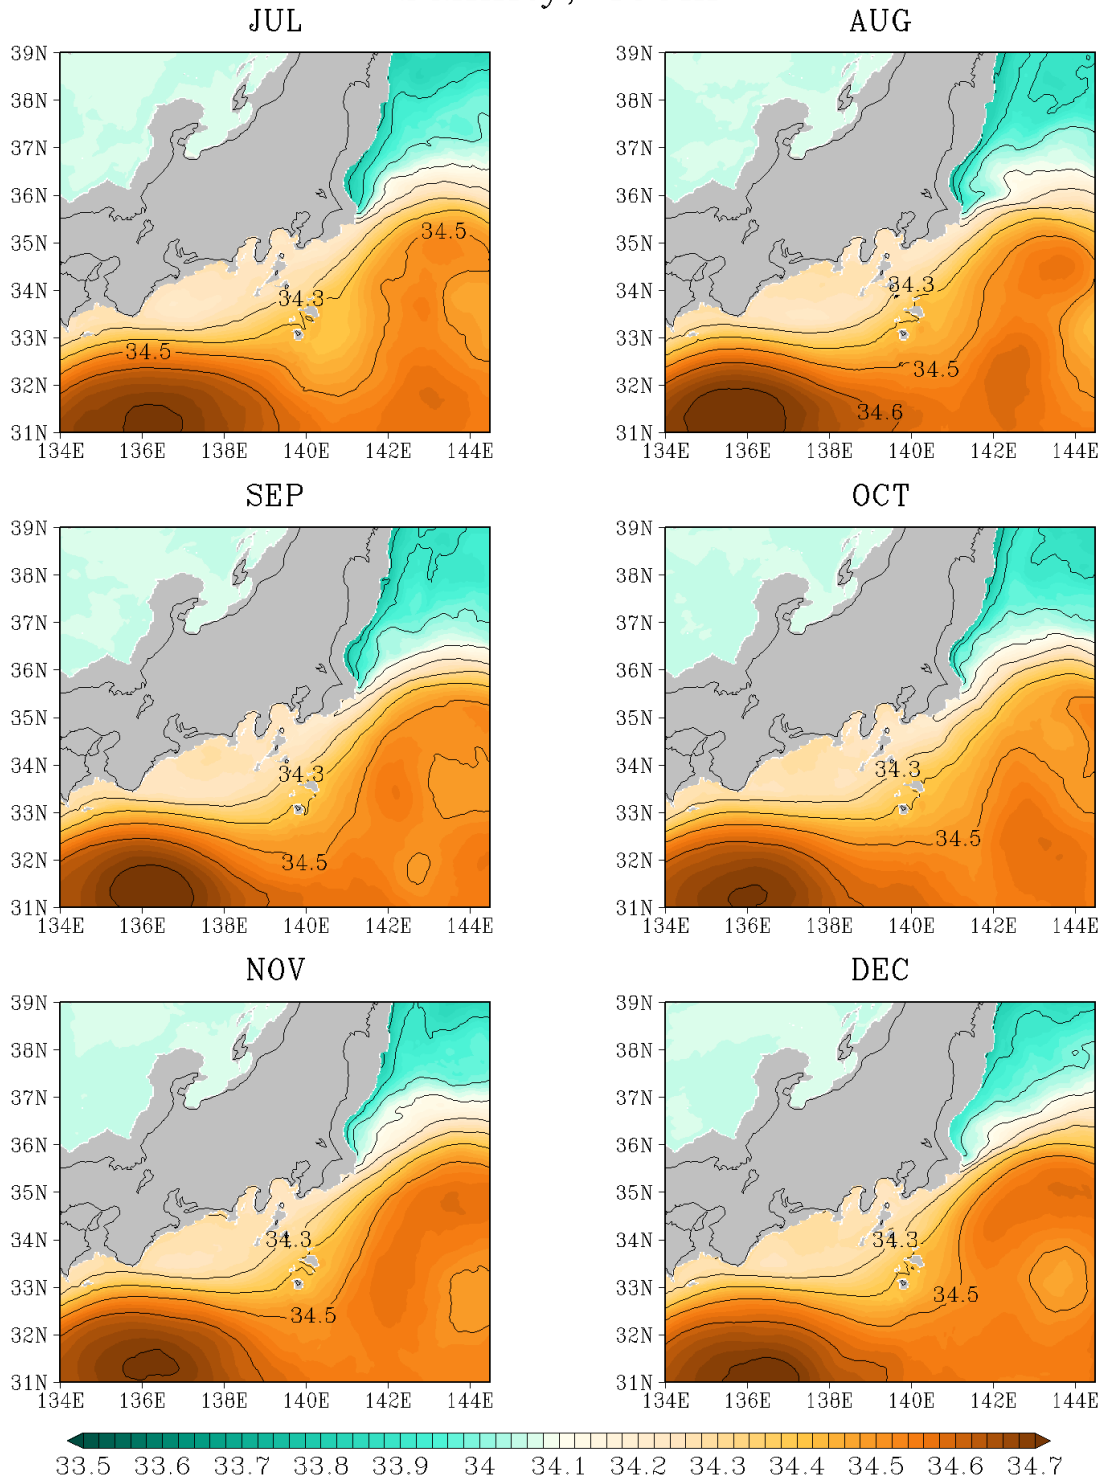 JUL AUG
39N 39N
38N 38N
37N 37N
36N 36N
35N 34.5 35N
34N 34.3 34N 34.3
33N 34.5 33N
32N 32N 34.5
31N 31N 34.6
134E 136E 138E 140E 142E 144E 134E 136E 138E 140E 142E 144E
SEP OCT
39N 39N
38N 38N
37N 37N
36N 36N
35N 35N
34N 34.3 34N 34.3
33N 33N
32N 34.5 32N 34.5
31N 31N
134E 136E 138E 140E 142E 144E 134E 136E 138E 140E 142E 144E
NOV DEC
39N 39N
38N 38N
37N 37N
36N 36N
35N 35N
34N 34.3 34N 34.3
33N 33N 34.5
32N 34.5 32N
31N 31N
134E 136E 138E 140E 142E 144E 134E 136E 138E 140E 142E 144E
33.5 33.6 33.7 33.8 33.9 34 34.1 34.2 34.3 34.4 34.5 34.6 34.7